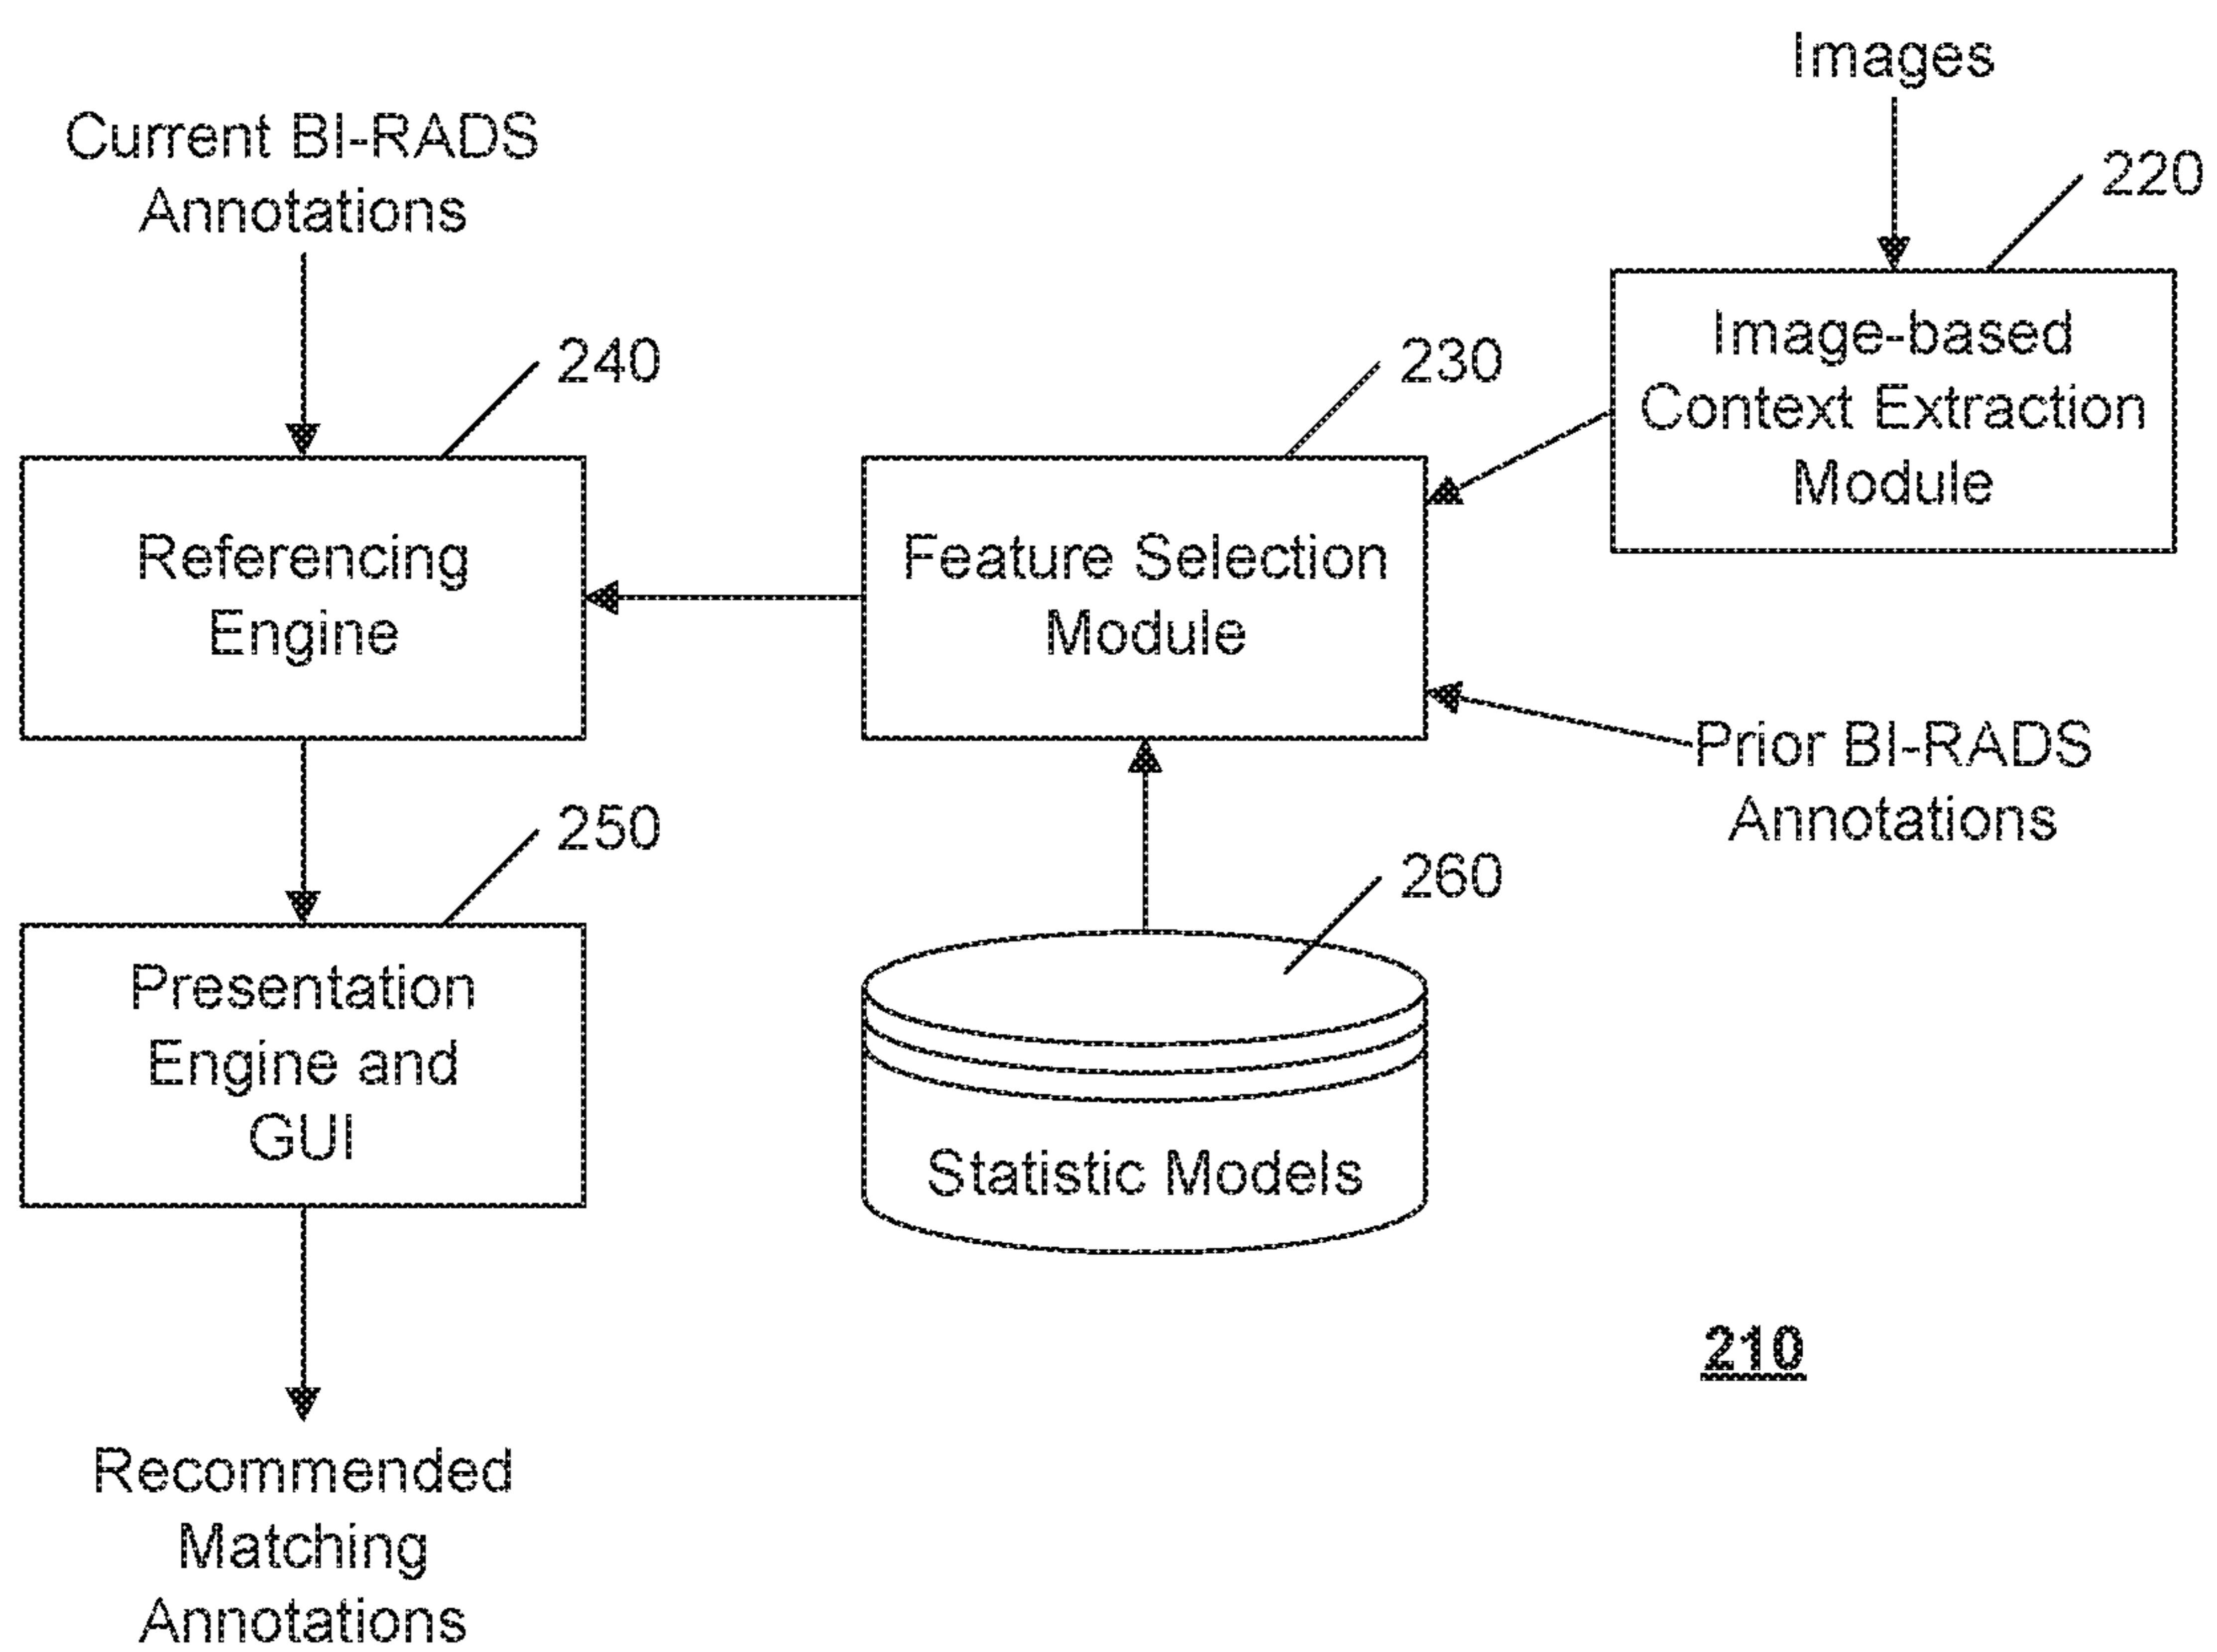 Images
Current BI-RADS
Annotations
220
Image-based
Context Extraction
Module
240
230
Referencing
Engine
Feature Selection
Module
Prior BI-RADS
Annotations
250
260
Presentation
Engine and
GUI
Statistic Models
210
Recommended
Matching
Annotations